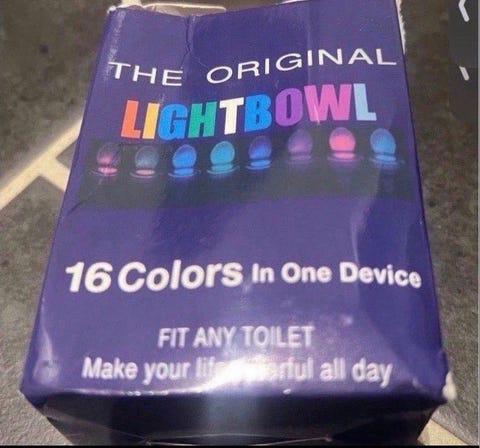 THE ORIGINAL
LIGHTBOWL
16 Colors In One Device
FIT ANY TOILET
Make your all day